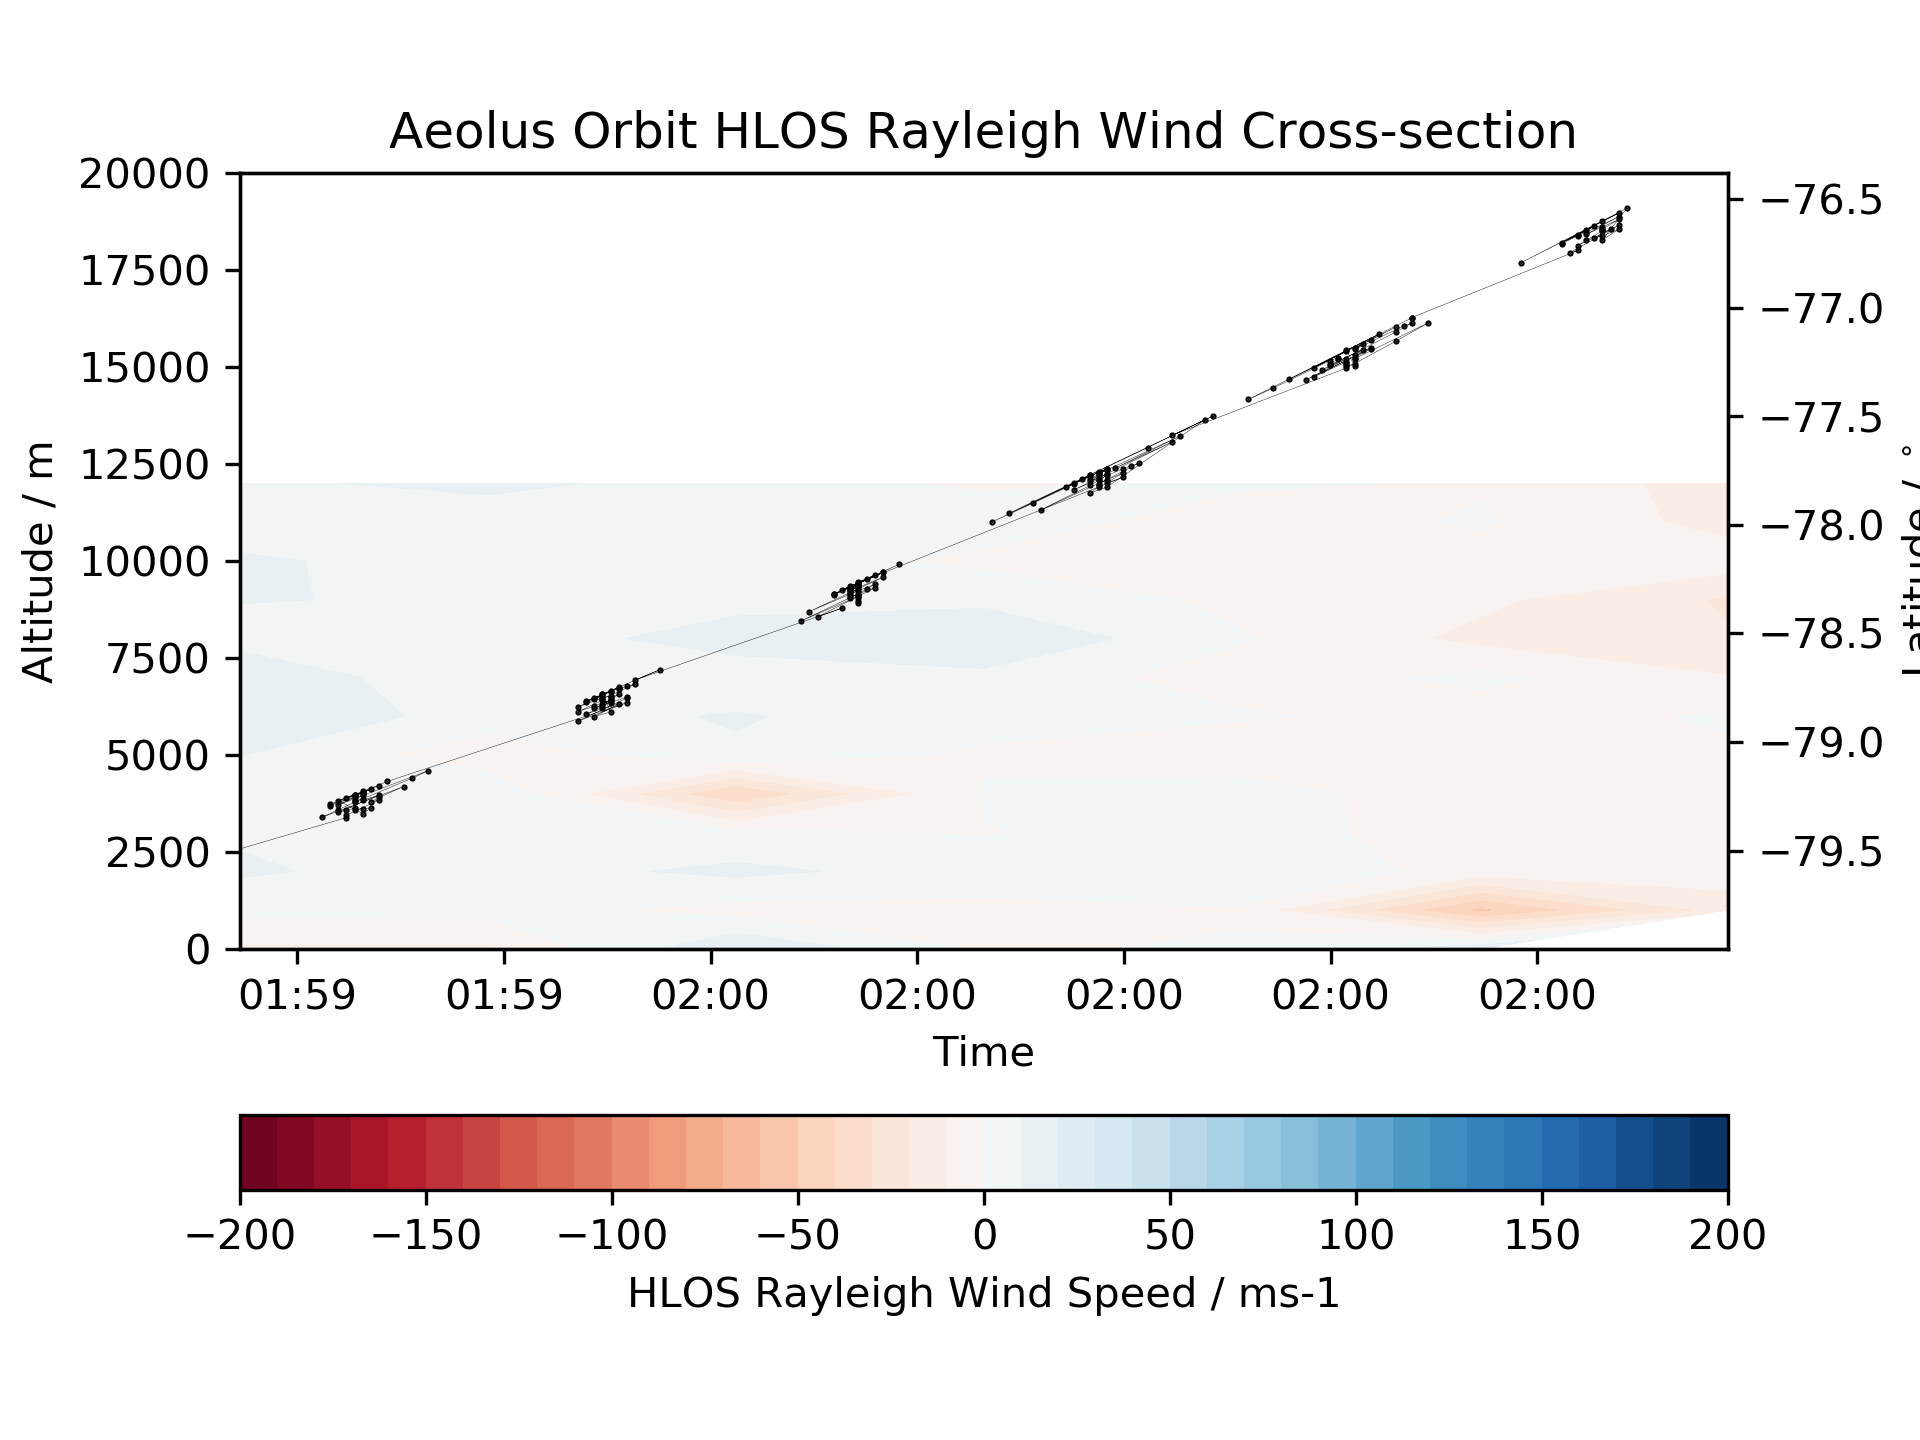 Aeolus Orbit HLOS Rayleigh Wind Cross-section
20000
17500
15000
12500
10000
7500
5000
2500
0
Altitude / m
−76.5
−77.0
−77.5
−78.0
−78.5
−79.0
−79.5
Latitude / °
01:59 01:59 02:00 02:00 02:00 02:00 02:00
Time
−200 −150 −100 −50 0 50 100 150 200
HLOS Rayleigh Wind Speed / ms-1